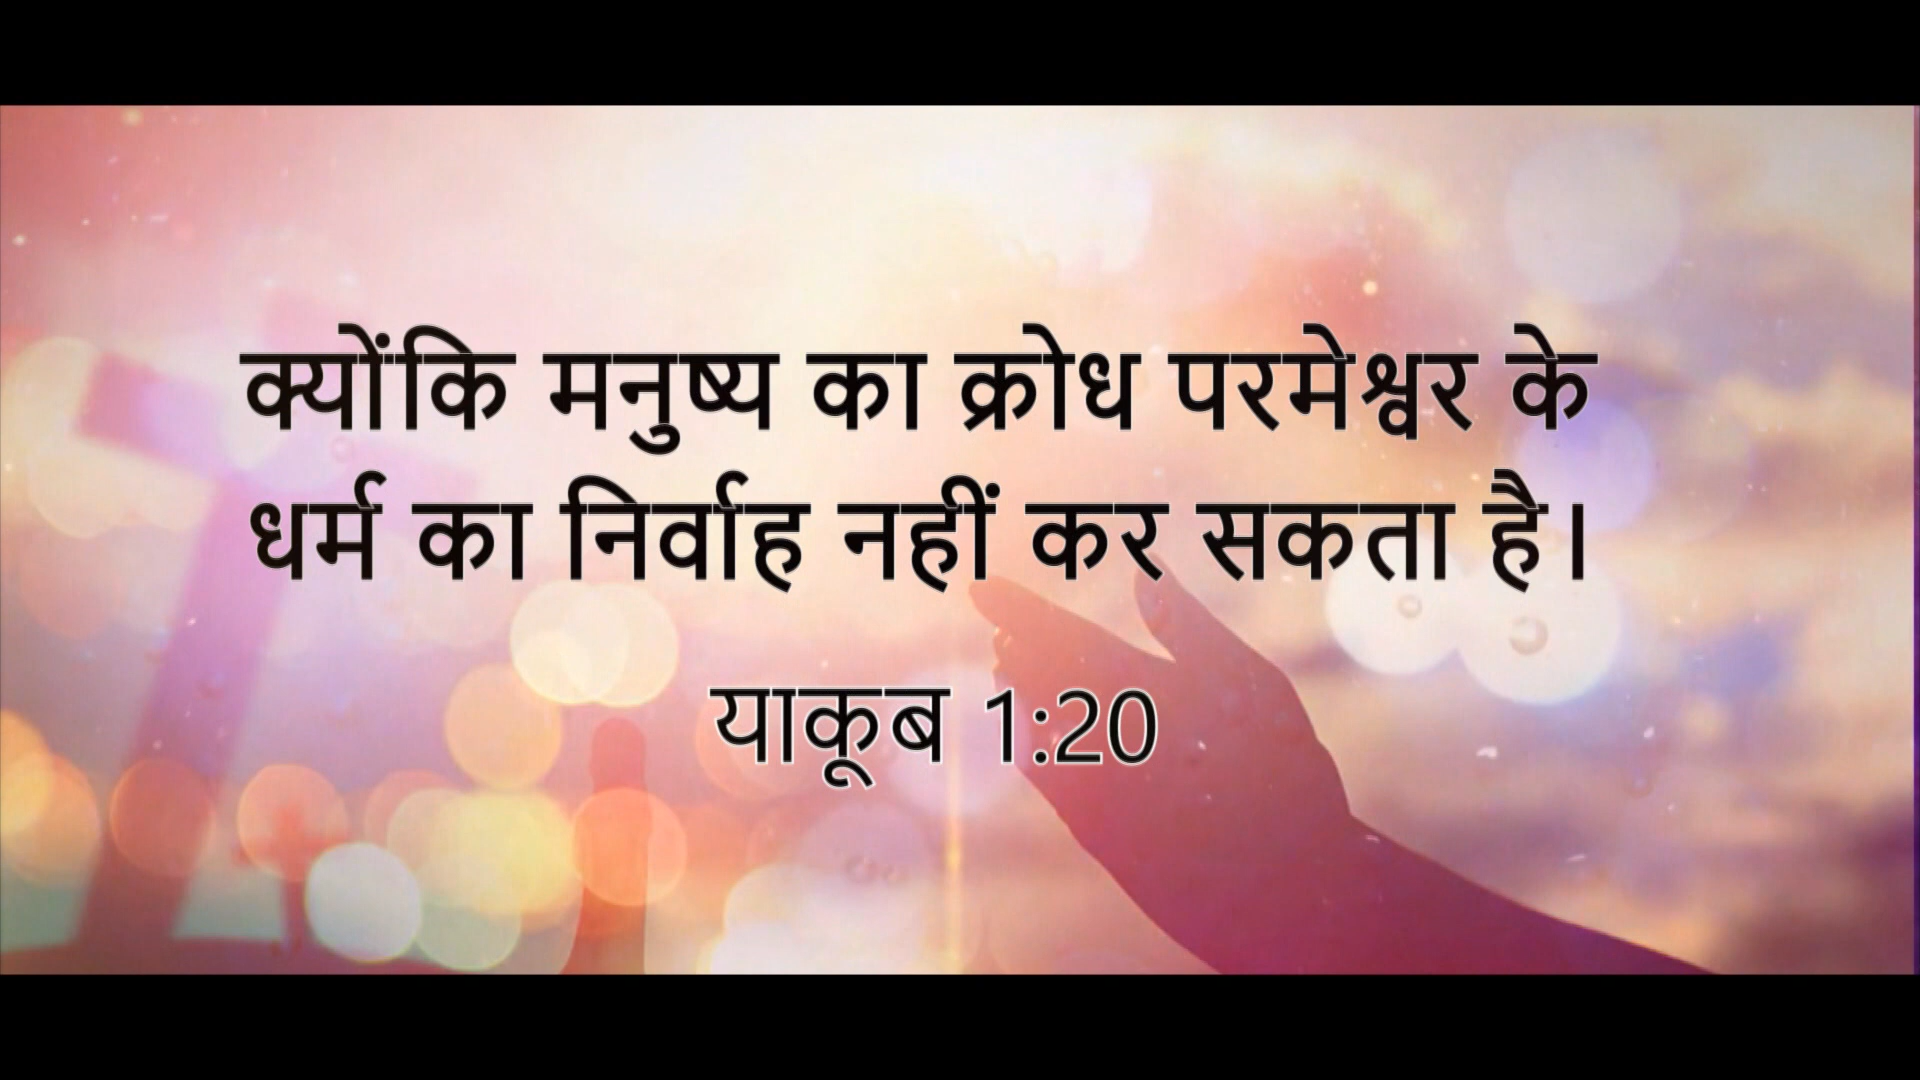 क्योंकि मनुष्य का क्रोध परमेश्वर के
धर्म का निर्वाह नहीं कर सकता है।
याकूब 1:20